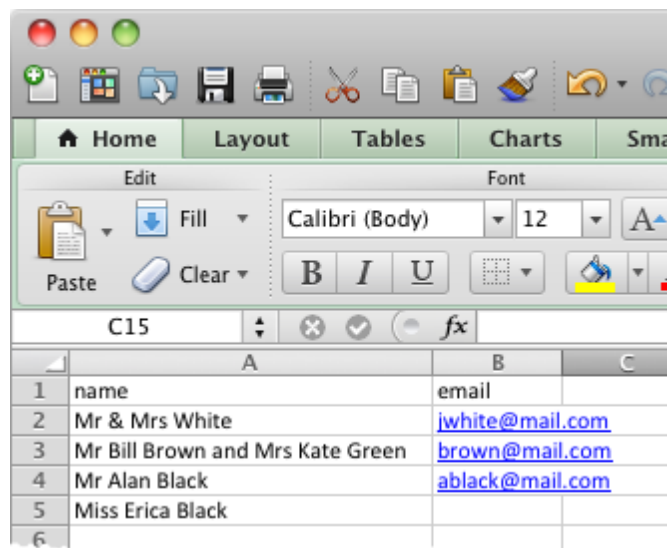 Home Layout Tables Charts Sma
Edit Font
Fill Calibri (Body) 12 A
Paste Clear B I U
C15 fx
A B C
1 name email
2 Mr & Mrs White jwhite@mail.com
3 Mr Bill Brown and Mrs Kate Green brown@mail.com
4 Mr Alan Black ablack@mail.com
5 Miss Erica Black
6